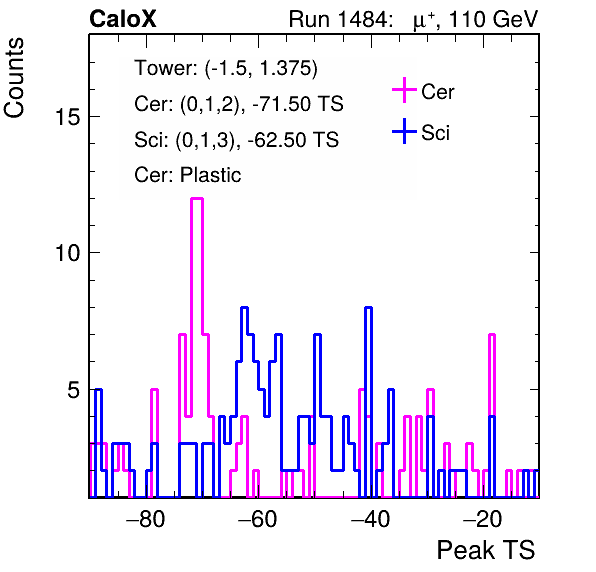 CaloX Run 1484: μ⁺, 110 GeV
Counts
Tower: (-1.5, 1.375)
Cer: (0,1,2), -71.50 TS
Sci: (0,1,3), -62.50 TS
Cer: Plastic
Cer
Sci
15
10
5
−80 −60 −40 −20
Peak TS